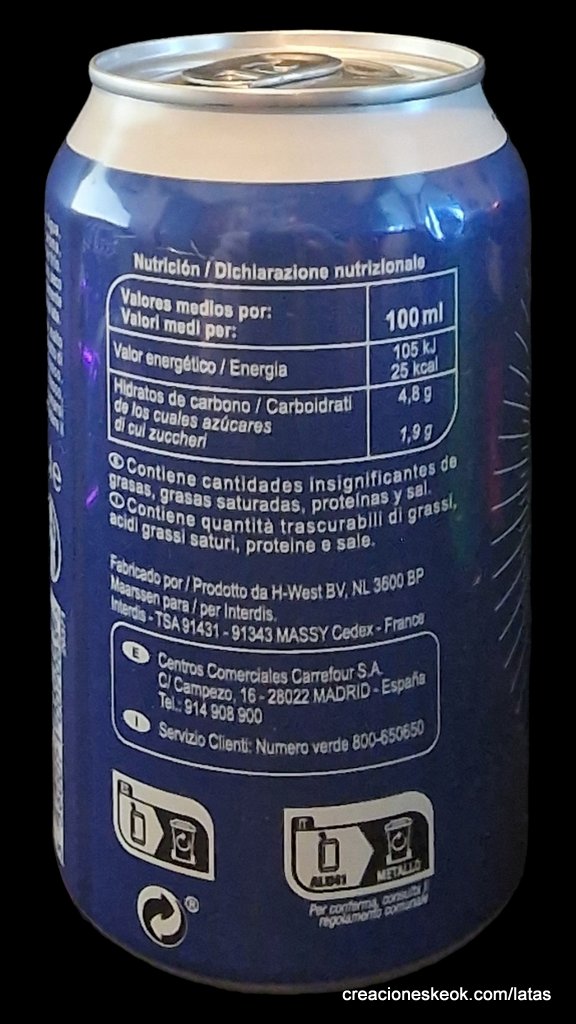 Nutrición / Dichiarazione nutrizionale
Valores medios por:
Valori medi per:
100 ml
Valor energético / Energia
105 kJ
25 kcal
Hidratos de carbono / Carboidrati
4,8 g
de los cuales azúcares
di cui zuccheri
1,9 g
E Contiene cantidades insignificantes de
grasas, grasas saturadas, proteínas y sal.
I Contiene quantità trascurabili di grassi,
acidi grassi saturi, proteine e sale.
Fabricado por / Prodotto da H-West BV, NL 3600 BP
Maarssen para / per Interdis.
Interdis - TSA 91431 - 91343 MASSY Cedex - France
E Centros Comerciales Carrefour S.A.
C/ Campezo, 16 - 28022 MADRID - España
Tel.: 914 908 900
I Servizio Clienti: Numero verde 800-650650
IT
ALU41
METALLO
Per conferma, consulta il
regolamento comunale
®
creacioneskeok.com/latas